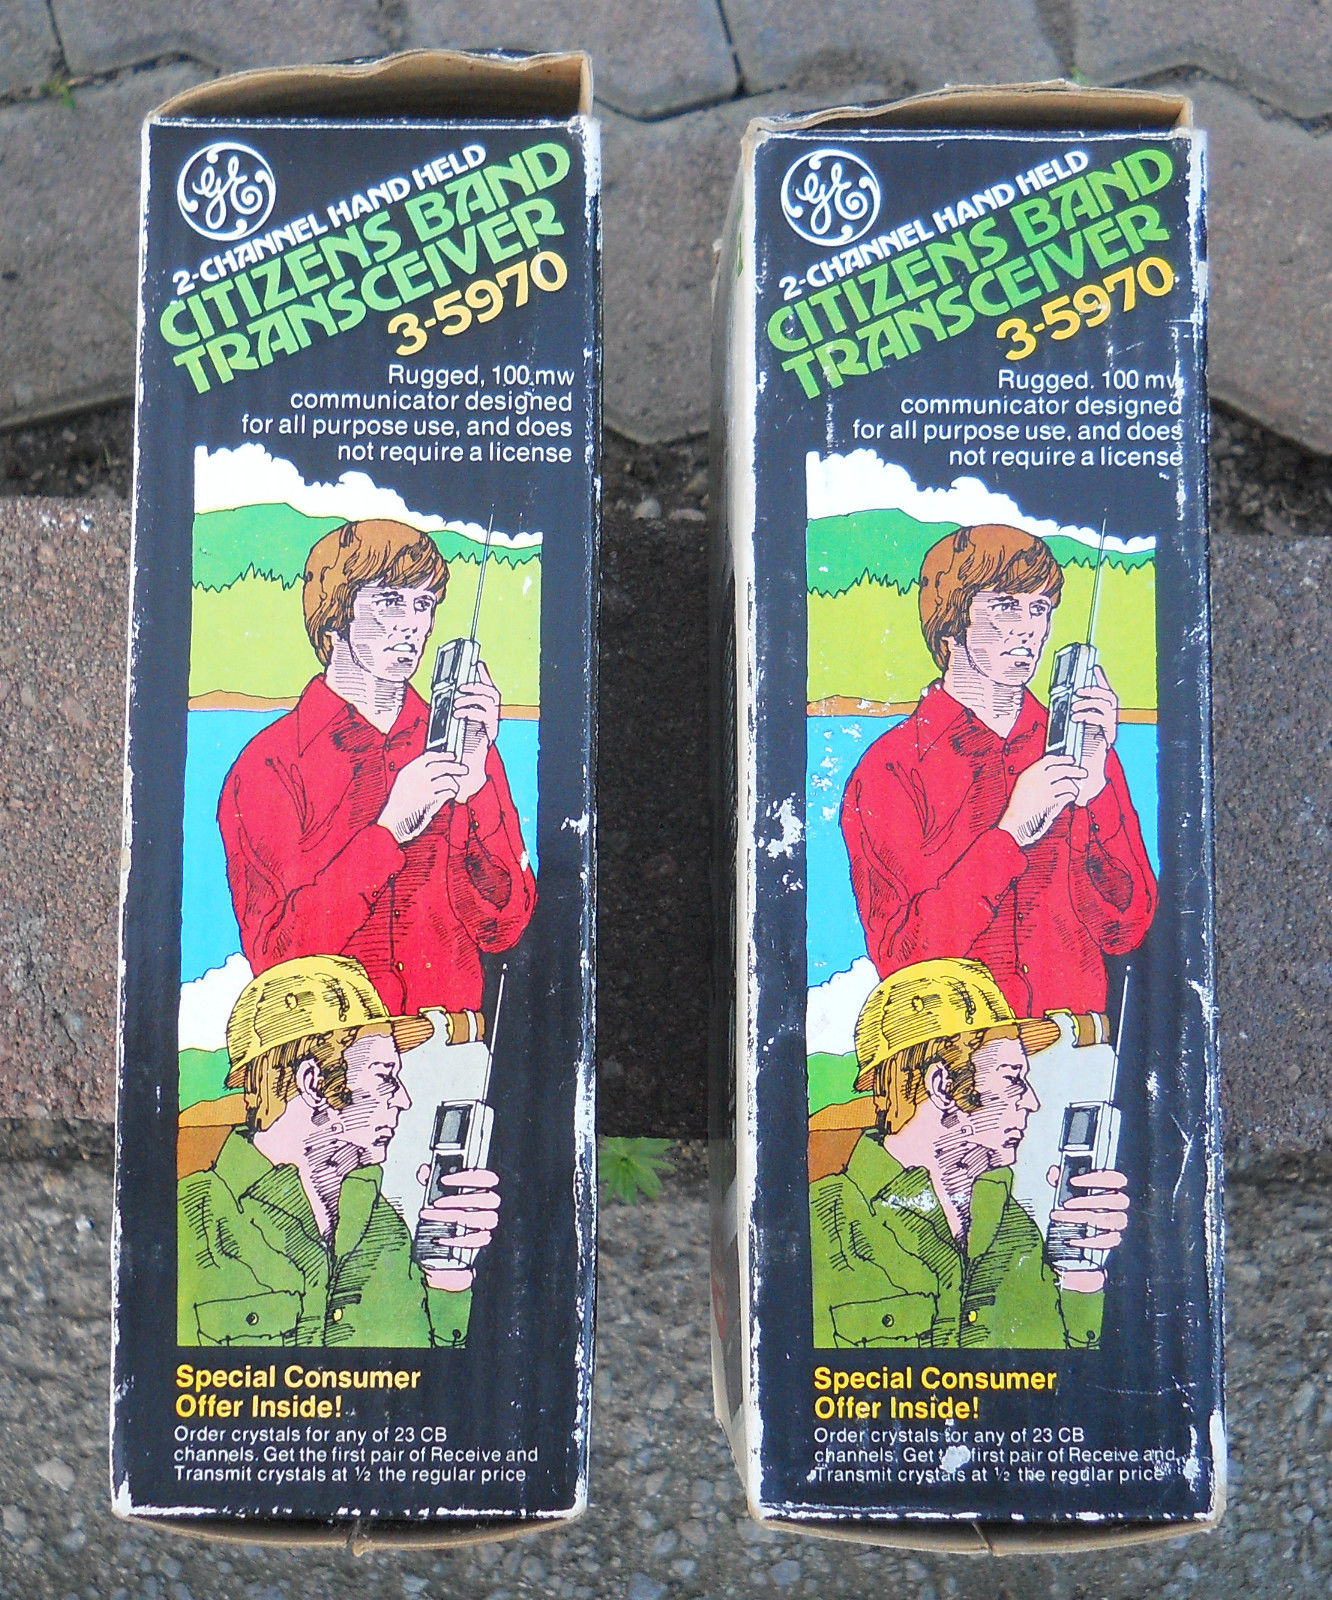 GE
2-CHANNEL HAND HELD
CITIZENS BAND
TRANSCEIVER
3-5970
Rugged, 100 mw
communicator designed
for all purpose use, and does
not require a license
Special Consumer
Offer Inside!
Order crystals for any of 23 CB
channels. Get the first pair of Receive and
Transmit crystals at ½ the regular price
GE
2-CHANNEL HAND HELD
CITIZENS BAND
TRANSCEIVER
3-5970
Rugged. 100 mw
communicator designed
for all purpose use, and does
not require a license
Special Consumer
Offer Inside!
Order crystals for any of 23 CB
channels. Get the first pair of Receive and
Transmit crystals at ½ the regular price